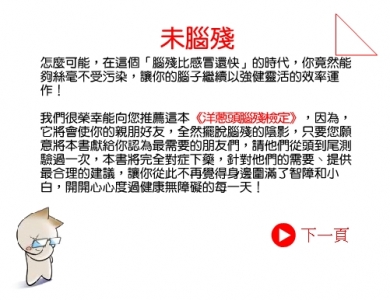 未腦殘
怎麼可能，在這個「腦殘比感冒還快」的時代，你竟然能
夠絲毫不受污染，讓你的腦子繼續以強健靈活的效率運
作！
我們很榮幸能向您推薦這本《洋蔥頭腦殘檢定》，因為，
它將會使你的親朋好友，全然擺脫腦殘的陰影，只要您願
意將本書獻給你認為最需要的朋友們，請他們從頭到尾測
驗過一次，本書將完全對症下藥，針對他們的需要、提供
最合理的建議，讓你從此不再覺得身邊圍滿了智障和小
白，開開心心度過健康無障礙的每一天！
下一頁